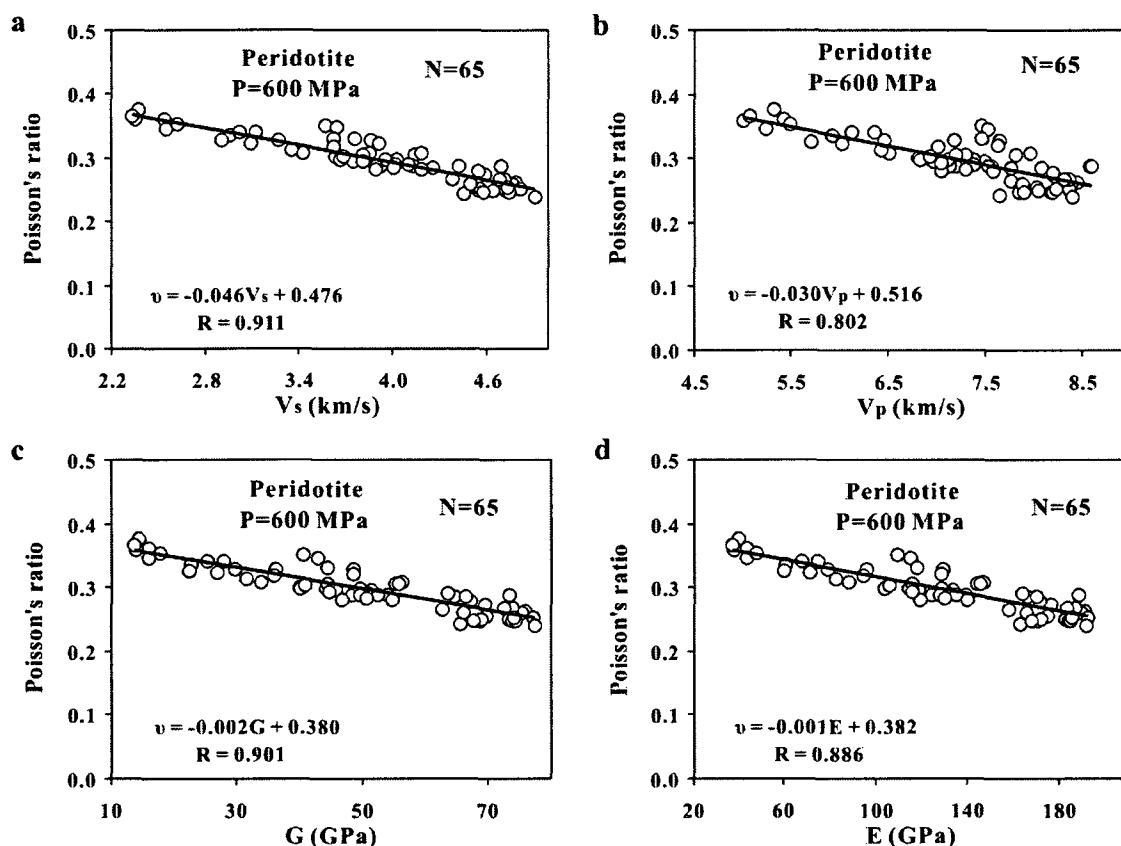 a
0.5
0.4
0.3
0.2
0.1
0.0
Poisson's ratio
Peridotite
P=600 MPa
N=65
υ = -0.046Vs + 0.476
R = 0.911
2.2 2.8 3.4 4.0 4.6
Vs (km/s)
b
0.5
0.4
0.3
0.2
0.1
0.0
Poisson's ratio
Peridotite
P=600 MPa
N=65
υ = -0.030Vp + 0.516
R = 0.802
4.5 5.5 6.5 7.5 8.5
Vp (km/s)
c
0.5
0.4
0.3
0.2
0.1
0.0
Poisson's ratio
Peridotite
P=600 MPa
N=65
υ = -0.002G + 0.380
R = 0.901
10 30 50 70
G (GPa)
d
0.5
0.4
0.3
0.2
0.1
0.0
Poisson's ratio
Peridotite
P=600 MPa
N=65
υ = -0.001E + 0.382
R = 0.886
20 60 100 140 180
E (GPa)